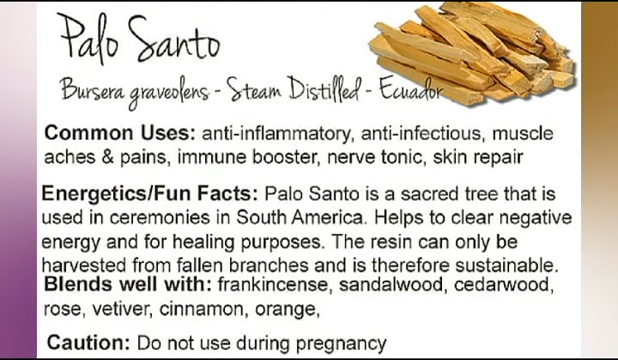 Palo Santo
Bursera graveolens - Steam Distilled - Ecuador
Common Uses: anti-inflammatory, anti-infectious, muscle
aches & pains, immune booster, nerve tonic, skin repair
Energetics/Fun Facts: Palo Santo is a sacred tree that is
used in ceremonies in South America. Helps to clear negative
energy and for healing purposes. The resin can only be
harvested from fallen branches and is therefore sustainable.
Blends well with: frankincense, sandalwood, cedarwood,
rose, vetiver, cinnamon, orange,
Caution: Do not use during pregnancy